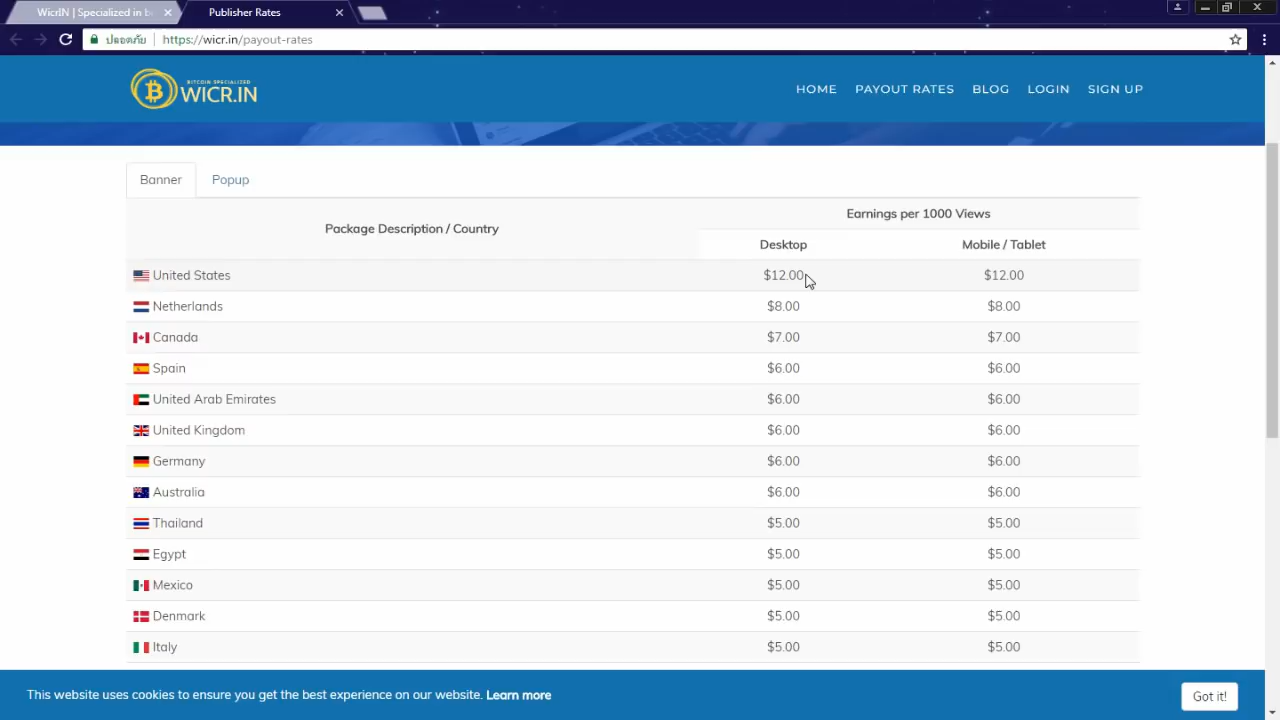 WicrIN | Specialized in b
Publisher Rates
ปลอดภัย
https://wicr.in/payout-rates
BITCOIN SPECIALIZED
WICR.IN
HOME
PAYOUT RATES
BLOG
LOGIN
SIGN UP
Banner
Popup
Package Description / Country
Earnings per 1000 Views
Desktop
Mobile / Tablet
United States $12.00 $12.00
Netherlands $8.00 $8.00
Canada $7.00 $7.00
Spain $6.00 $6.00
United Arab Emirates $6.00 $6.00
United Kingdom $6.00 $6.00
Germany $6.00 $6.00
Australia $6.00 $6.00
Thailand $5.00 $5.00
Egypt $5.00 $5.00
Mexico $5.00 $5.00
Denmark $5.00 $5.00
Italy $5.00 $5.00
This website uses cookies to ensure you get the best experience on our website. Learn more
Got it!